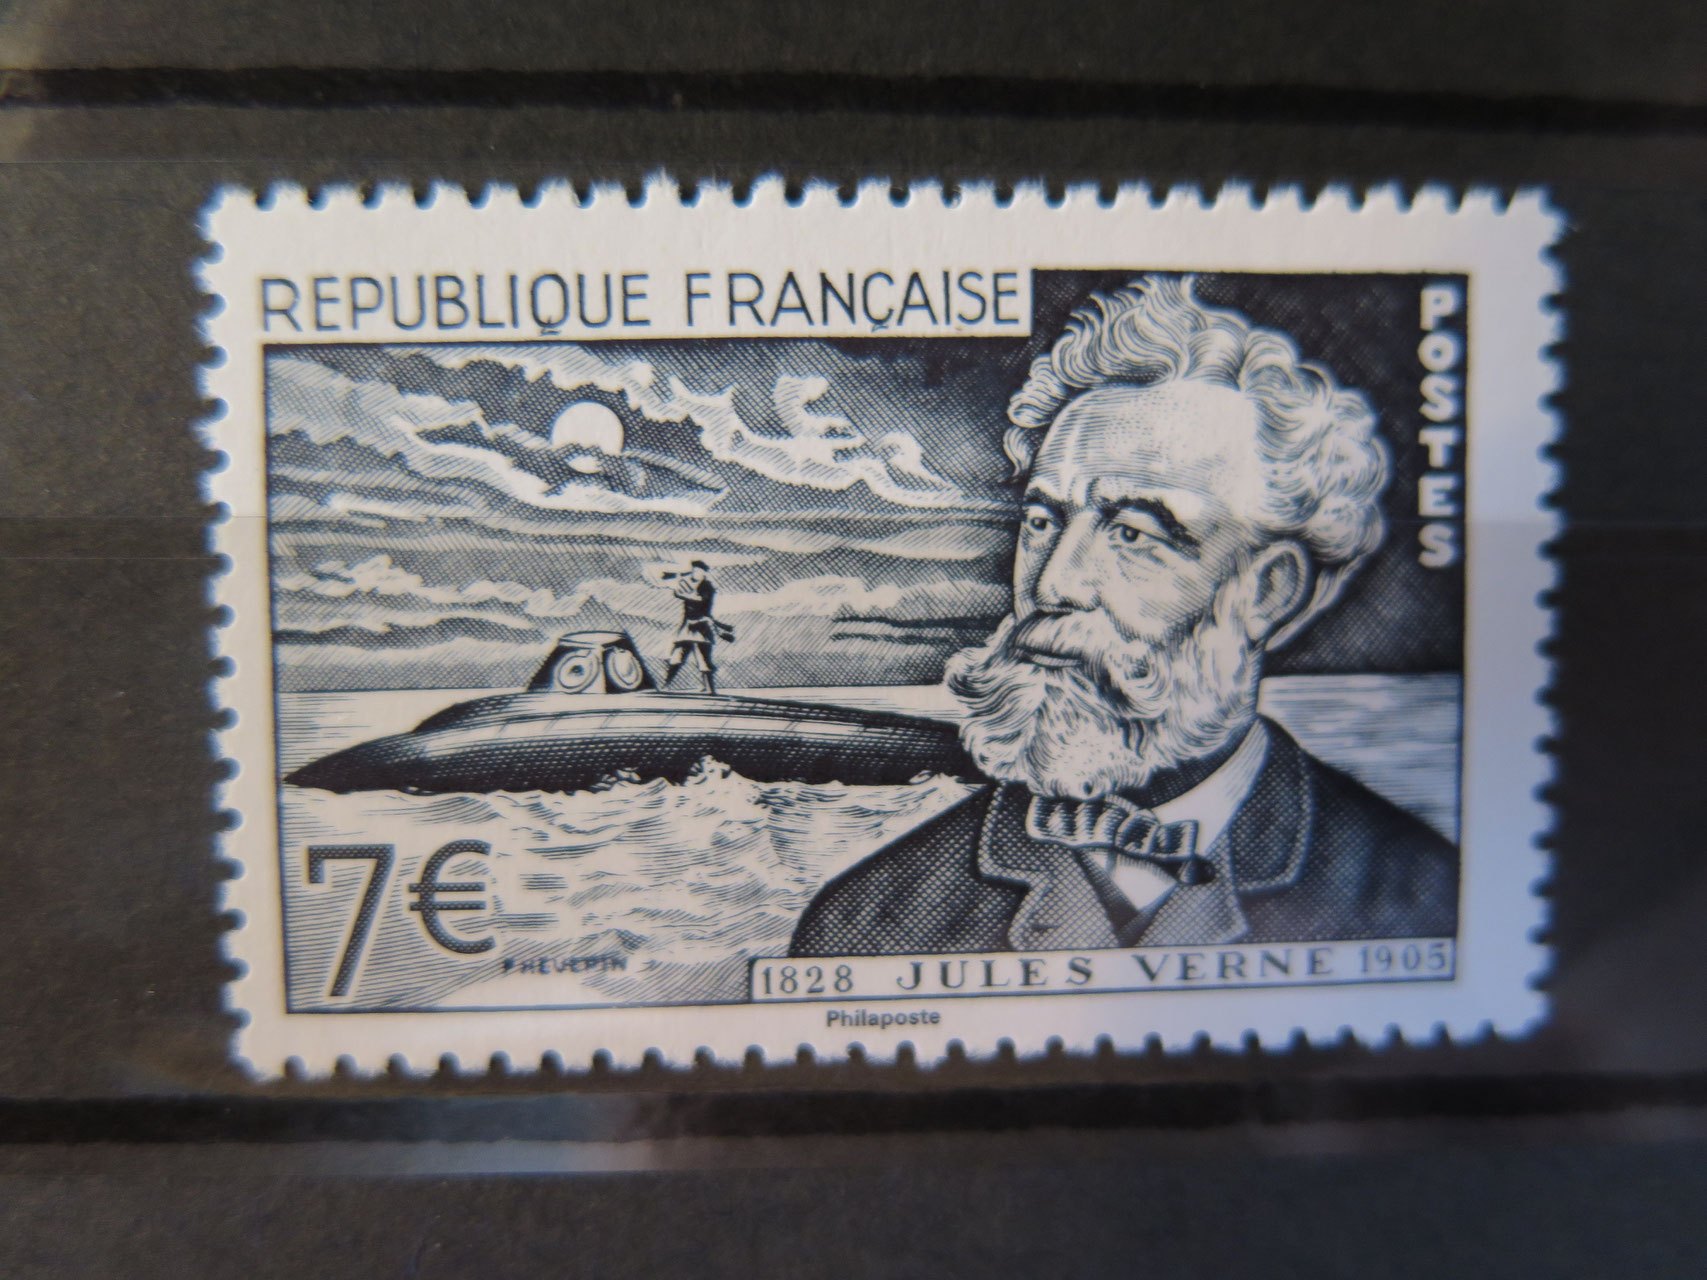 REPUBLIQUE FRANÇAISE
POSTES
7€
1828 JULES VERNE 1905
Philaposte